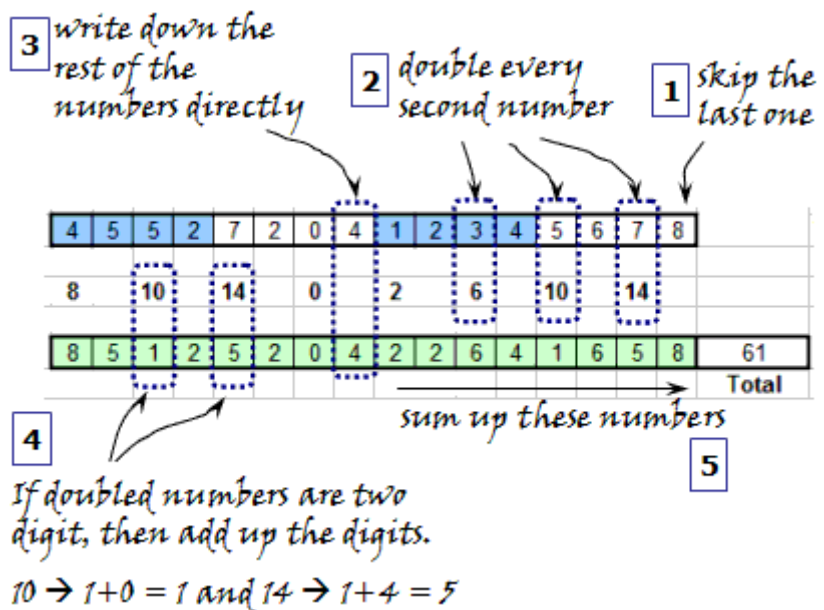 3 write down the
rest of the
numbers directly
2 double every
second number
1 skip the
last one
4 5 5 2 7 2 0 4 1 2 3 4 5 6 7 8
8 10 14 0 2 6 10 14
8 5 1 2 5 2 0 4 2 2 6 4 1 6 5 8 61
Total
sum up these numbers
5
4
If doubled numbers are two
digit, then add up the digits.
10 → 1+0 = 1 and 14 → 1+4 = 5